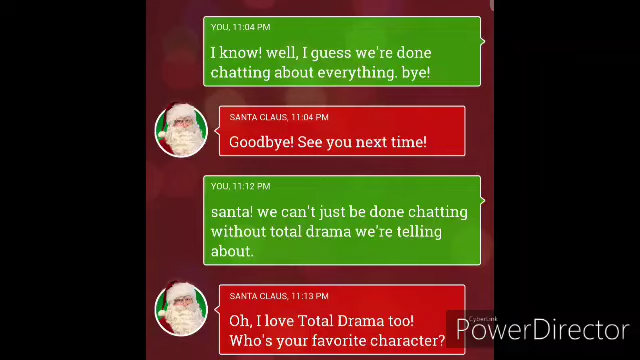 YOU, 11:04 PM
I know! well, I guess we're done
chatting about everything. bye!
SANTA CLAUS, 11:04 PM
Goodbye! See you next time!
YOU, 11:12 PM
santa! we can't just be done chatting
without total drama we're telling
about.
SANTA CLAUS, 11:13 PM
Oh, I love Total Drama too!
Who's your favorite character?
CyberLink
PowerDirector